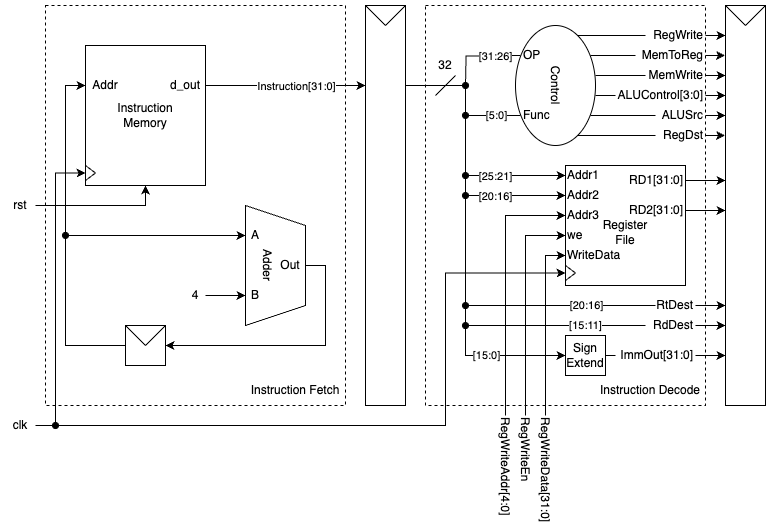 Addr
d_out
Instruction
Memory
Instruction[31:0]
rst
A
Adder
Out
4
B
Instruction Fetch
clk
32
[31:26]
OP
[5:0]
Func
Control
RegWrite
MemToReg
MemWrite
ALUControl[3:0]
ALUSrc
RegDst
[25:21]
Addr1
[20:16]
Addr2
Addr3
we
WriteData
Register
File
RD1[31:0]
RD2[31:0]
[20:16]
RtDest
[15:11]
RdDest
[15:0]
Sign
Extend
ImmOut[31:0]
Instruction Decode
RegWriteAddr[4:0]
RegWriteEn
RegWriteData[31:0]